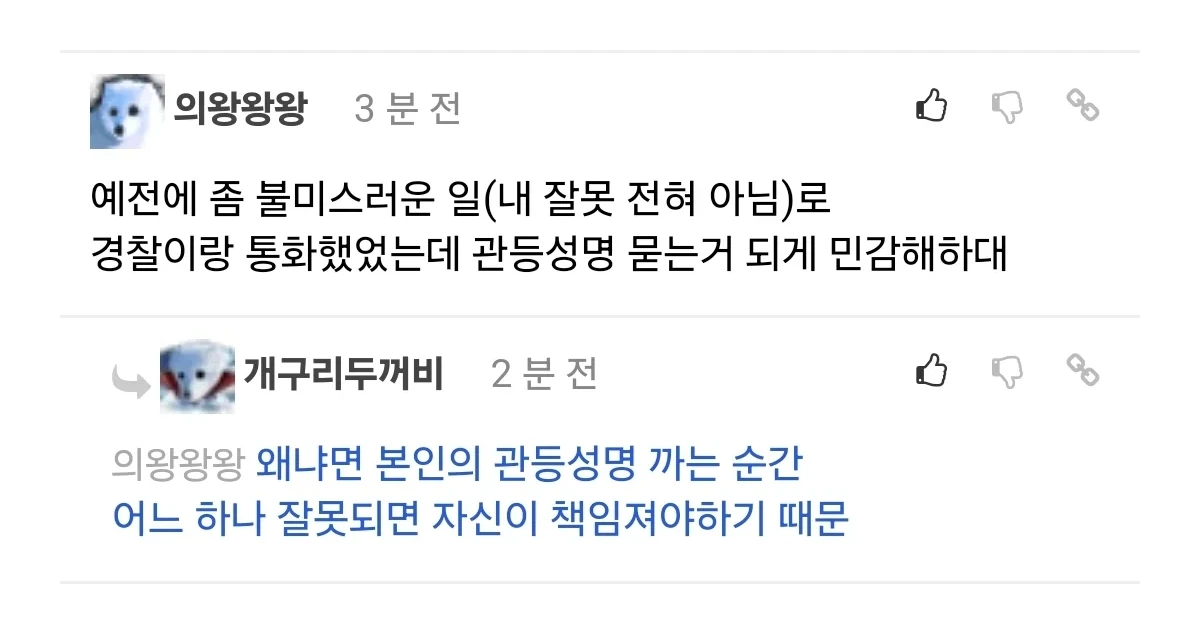 의왕왕왕 3 분 전
예전에 좀 불미스러운 일(내 잘못 전혀 아님)로
경찰이랑 통화했었는데 관등성명 묻는거 되게 민감해하대
개구리두꺼비 2 분 전
의왕왕왕 왜냐면 본인의 관등성명 까는 순간
어느 하나 잘못되면 자신이 책임져야하기 때문